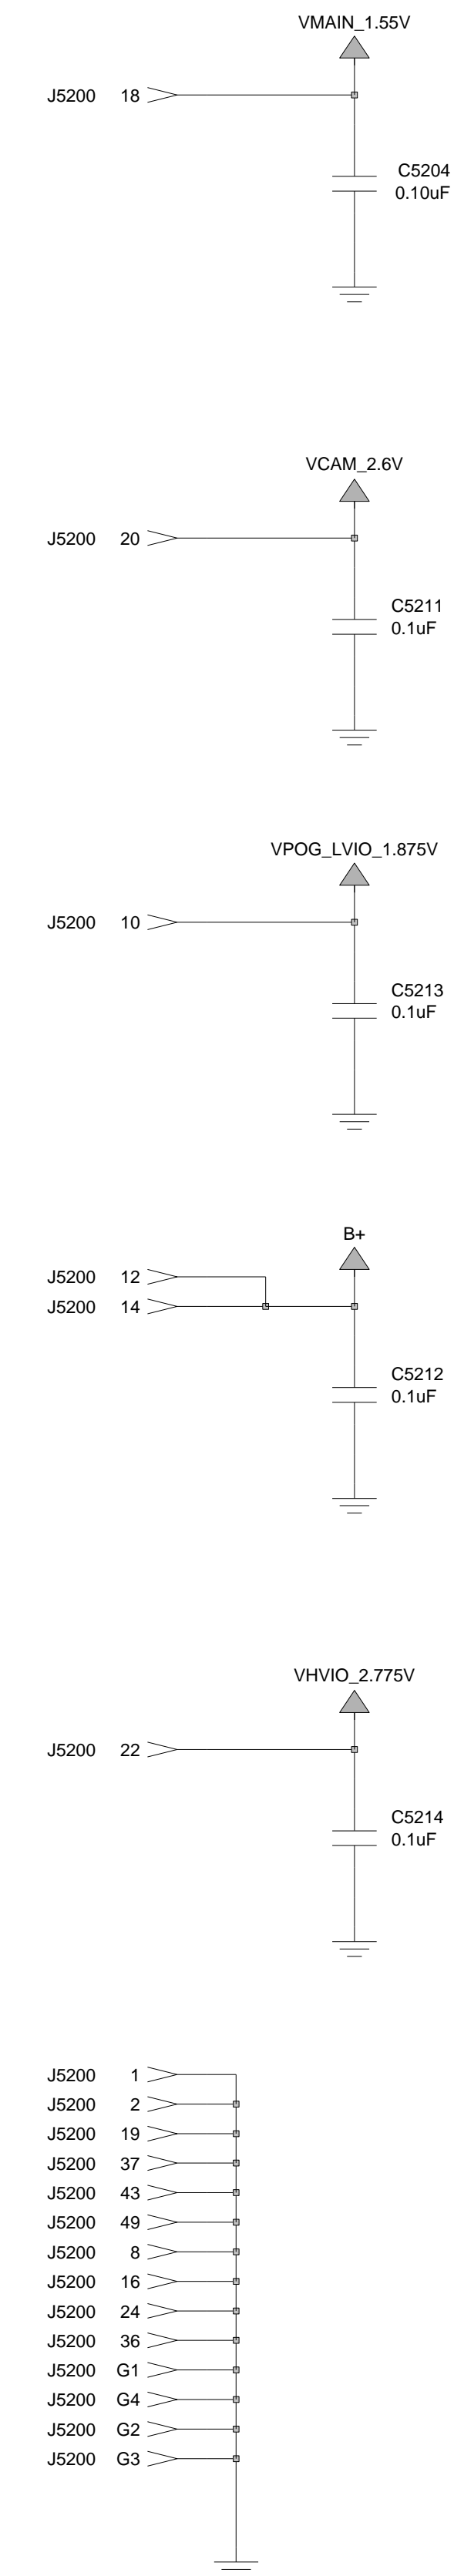 VMAIN_1.55V
J5200 18
C5204
0.10uF
VCAM_2.6V
J5200 20
C5211
0.1uF
VPOG_LVIO_1.875V
J5200 10
C5213
0.1uF
B+
J5200 12
J5200 14
C5212
0.1uF
VHVIO_2.775V
J5200 22
C5214
0.1uF
J5200 1
J5200 2
J5200 19
J5200 37
J5200 43
J5200 49
J5200 8
J5200 16
J5200 24
J5200 36
J5200 G1
J5200 G4
J5200 G2
J5200 G3